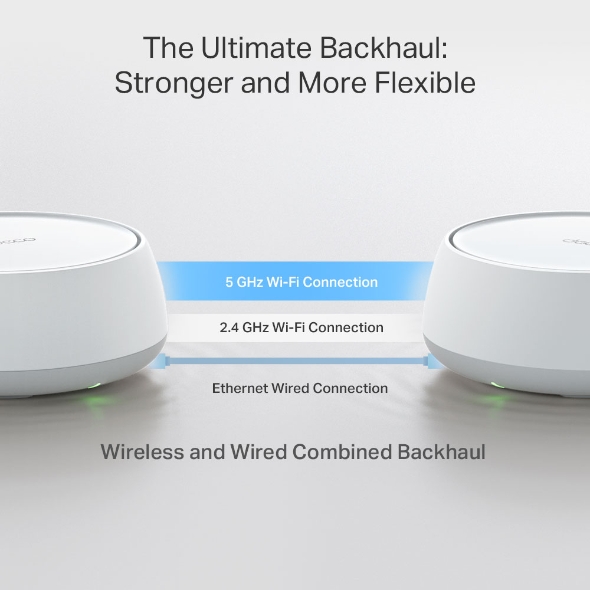 The Ultimate Backhaul:
Stronger and More Flexible
5 GHz Wi-Fi Connection
2.4 GHz Wi-Fi Connection
Ethernet Wired Connection
Wireless and Wired Combined Backhaul